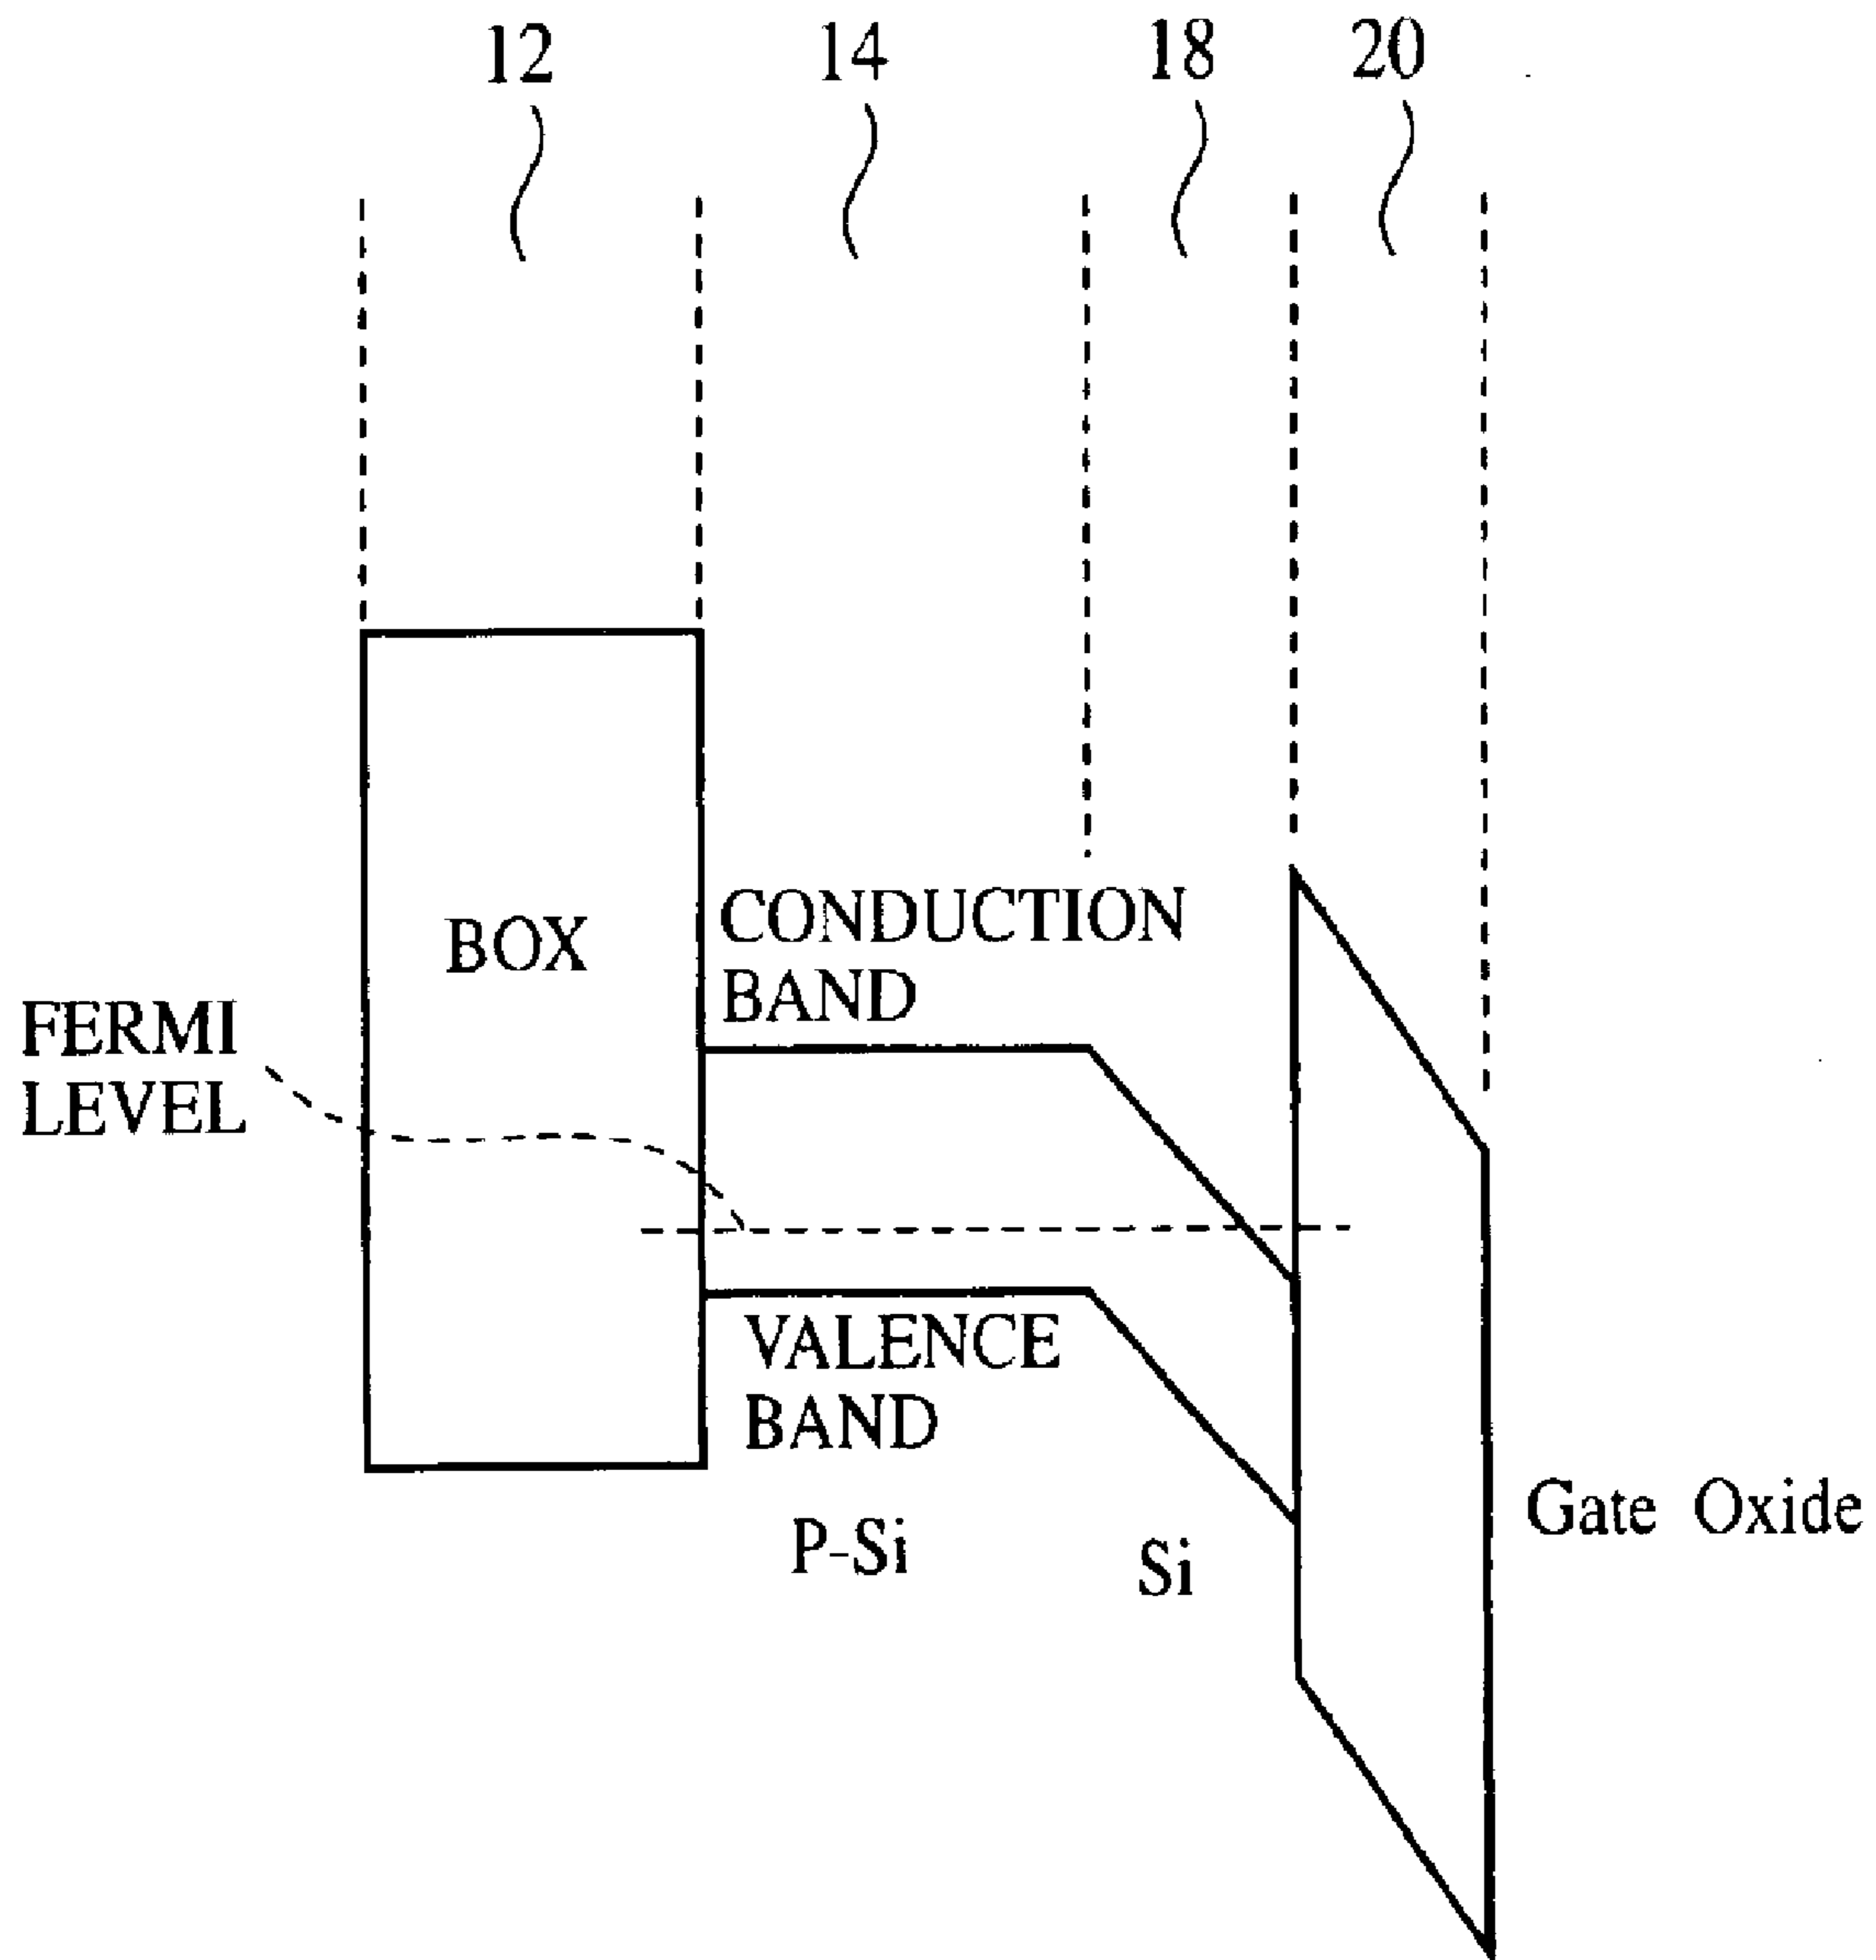 12
14
18
20
BOX
CONDUCTION
BAND
FERMI
LEVEL
VALENCE
BAND
P-Si
Si
Gate Oxide